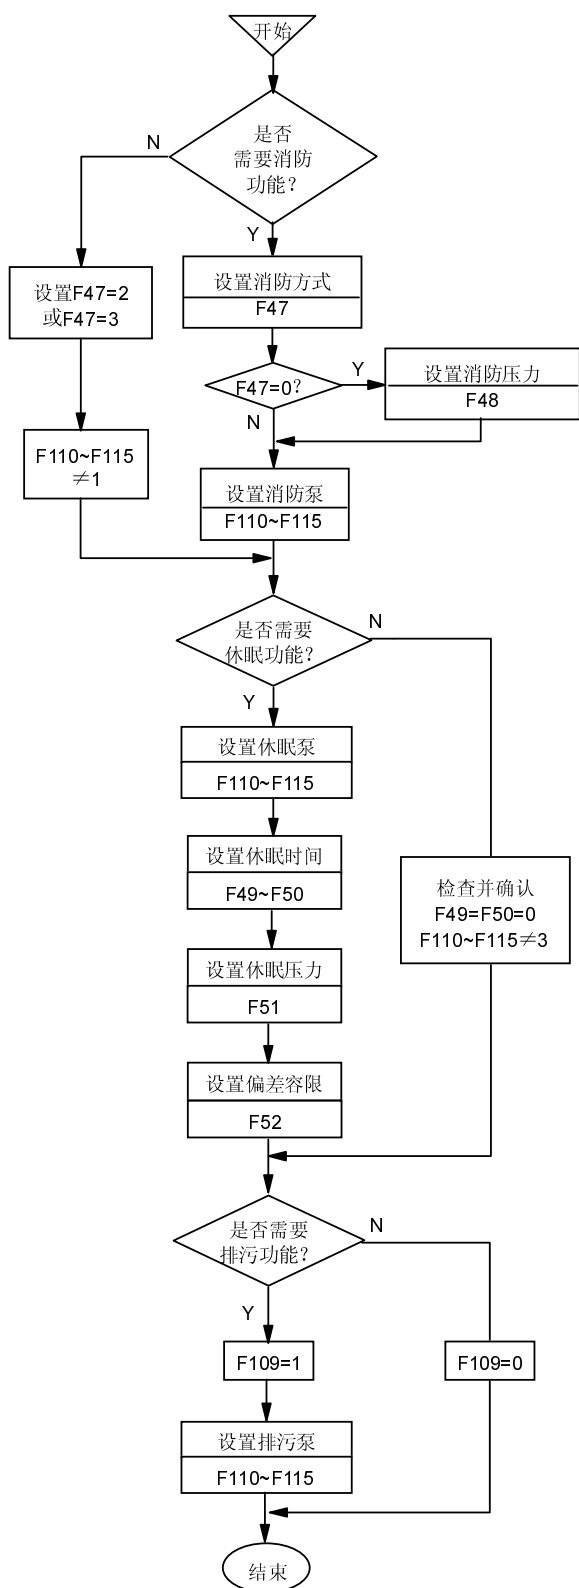 开始
是否
需要消防
功能?
N
Y
设置F47=2
或F47=3
设置消防方式
F47
F47=0?
Y
设置消防压力
F48
N
F110~F115
≠1
设置消防泵
F110~F115
是否需要
休眠功能?
N
Y
设置休眠泵
F110~F115
设置休眠时间
F49~F50
检查并确认
F49=F50=0
F110~F115≠3
设置休眠压力
F51
设置偏差容限
F52
是否需要
排污功能?
N
Y
F109=1
F109=0
设置排污泵
F110~F115
结束